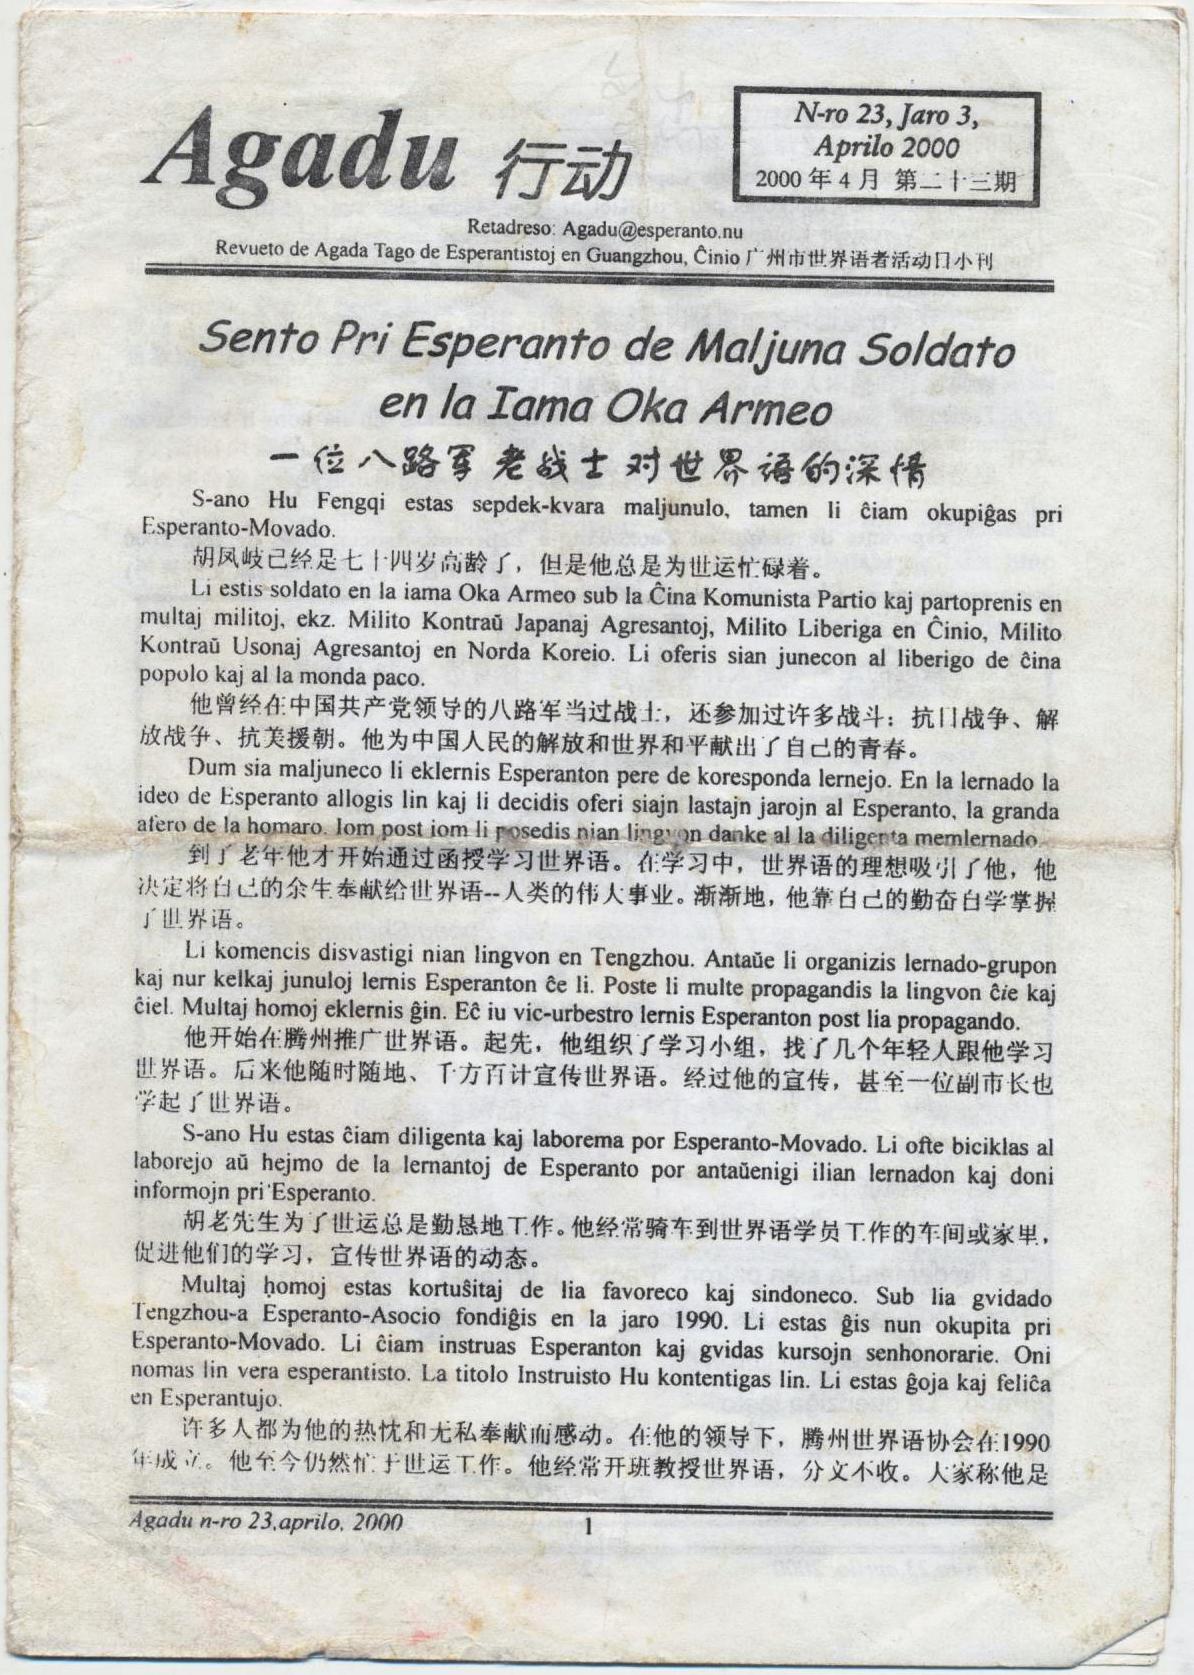 Agadu 行动
N-ro 23, Jaro 3,
Aprilo 2000
2000 年 4 月 第二十三期
Retadreso: Agadu@esperanto.nu
Revueto de Agada Tago de Esperantistoj en Guangzhou, Ĉinio 广州市世界语者活动日小刊
Sento Pri Esperanto de Maljuna Soldato
en la Iama Oka Armeo
一位八路军老战士对世界语的深情
S-ano Hu Fengqi estas sepdek-kvara maljunulo, tamen li ĉiam okupiĝas pri
Esperanto-Movado.
胡凤岐已经是七十四岁高龄了，但是他总是为世运忙碌着。
Li estis soldato en la iama Oka Armeo sub la Ĉina Komunista Partio kaj partoprenis en
multaj militoj, ekz. Milito Kontraŭ Japanaj Agresantoj, Milito Liberiga en Ĉinio, Milito
Kontraŭ Usonaj Agresantoj en Norda Koreio. Li oferis sian junecon al liberigo de ĉina
popolo kaj al la monda paco.
他曾经在中国共产党领导的八路军当过战士，还参加过许多战斗：抗日战争、解
放战争、抗美援朝。他为中国人民的解放和世界和平献出了自己的青春。
Dum sia maljuneco li eklernis Esperanton pere de koresponda lernejo. En la lernado la
ideo de Esperanto allogis lin kaj li decidis oferi siajn lastajn jarojn al Esperanto, la granda
afero de la homaro. Iom post iom li posedis nian lingvon danke al la diligenta memlernado.
到了老年他才开始通过函授学习世界语。在学习中，世界语的理想吸引了他，他
决定将自己的余生奉献给世界语--人类的伟大事业。渐渐地，他靠自己的勤奋自学掌握
了世界语。
Li komencis disvastigi nian lingvon en Tengzhou. Antaŭe li organizis lernado-grupon
kaj nur kelkaj junuloj lernis Esperanton ĉe li. Poste li multe propagandis la lingvon ĉie kaj
ĉiel. Multaj homoj eklernis ĝin. Eĉ iu vic-urbestro lernis Esperanton post lia propagando.
他开始在腾州推广世界语。起先，他组织了学习小组，找了几个年轻人跟他学习
世界语。后来他随时随地、千方百计宣传世界语。经过他的宣传，甚至一位副市长也
学起了世界语。
S-ano Hu estas ĉiam diligenta kaj laborema por Esperanto-Movado. Li ofte biciklas al
laborejo aŭ hejmo de la lernantoj de Esperanto por antaŭenigi ilian lernadon kaj doni
informojn pri Esperanto.
胡老先生为了世运总是勤恳地工作。他经常骑车到世界语学员工作的车间或家里，
促进他们的学习，宣传世界语的动态。
Multaj homoj estas kortuŝitaj de lia favoreco kaj sindoneco. Sub lia gvidado
Tengzhou-a Esperanto-Asocio fondiĝis en la jaro 1990. Li estas ĝis nun okupita pri
Esperanto-Movado. Li ĉiam instruas Esperanton kaj gvidas kursojn senhonorarie. Oni
nomas lin vera esperantisto. La titolo Instruisto Hu kontentigas lin. Li estas ĝoja kaj feliĉa
en Esperantujo.
许多人都为他的热忱和无私奉献而感动。在他的领导下，腾州世界语协会在1990
年成立。他至今仍然忙于世运工作。他经常开班教授世界语，分文不收。人家称他是
Agadu n-ro 23,aprilo, 2000
1